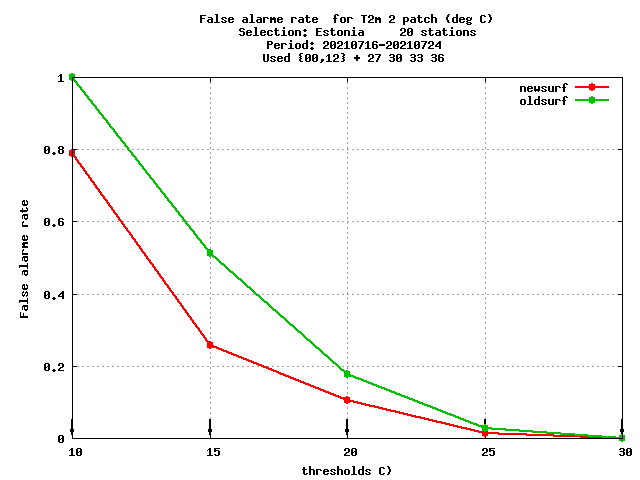 False alarme rate  for T2m 2 patch (deg C)
Selection: Estonia     20 stations
Period: 20210716-20210724
Used {00,12} + 27 30 33 36
newsurf
oldsurf
1
0.8
0.6
0.4
0.2
0
False alarme rate
10 15 20 25 30
thresholds C)